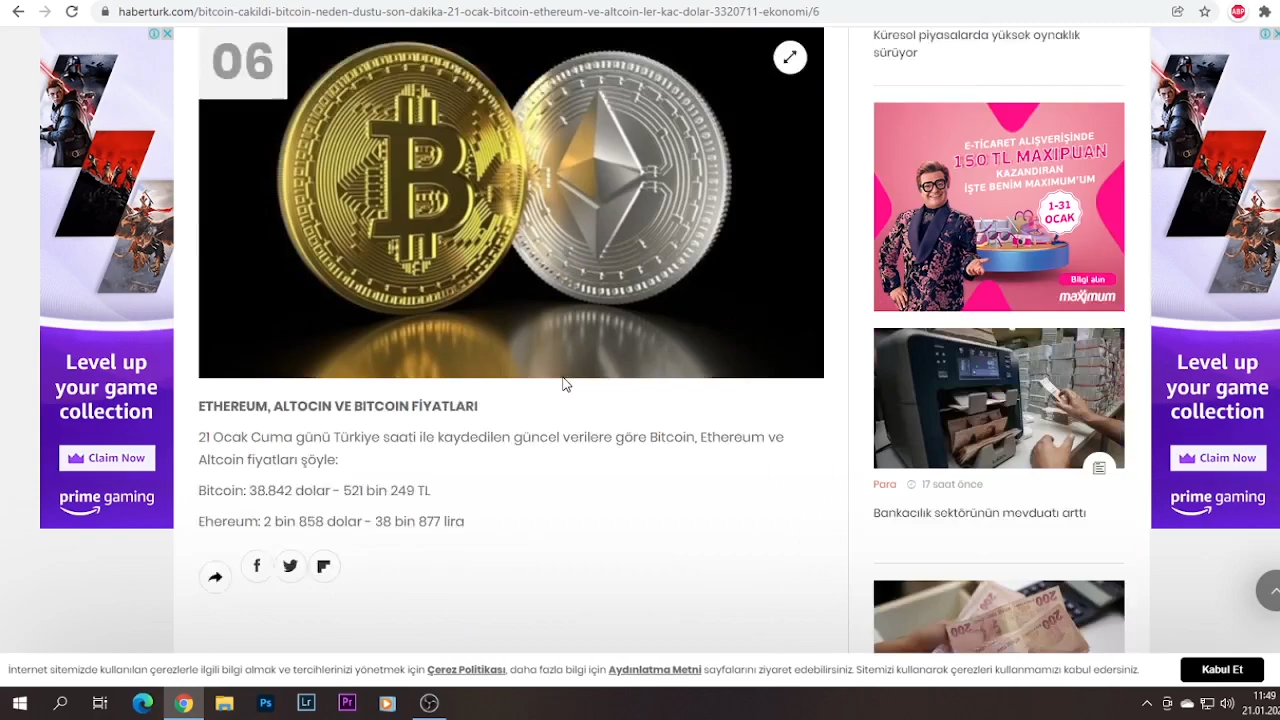 haberturk.com/bitcoin-cakildi-bitcoin-neden-dustu-son-dakika-21-ocak-bitcoin-ethereum-ve-altcoin-ler-kac-dolar-3320711-ekonomi/6
ABP
06
Küresel piyasalarda yüksek oynaklık
sürüyor
E-TİCARET ALIŞVERİŞİNDE
150 TL MAXIPUAN
KAZANDIRAN
İŞTE BENİM MAXIMUM'UM
1-31
OCAK
Bilgi alın
maximum
Level up
your game
collection
Claim Now
prime gaming
ETHEREUM, ALTOCIN VE BITCOIN FİYATLARI
21 Ocak Cuma günü Türkiye saati ile kaydedilen güncel verilere göre Bitcoin, Ethereum ve
Altcoin fiyatları şöyle:
Bitcoin: 38.842 dolar - 521 bin 249 TL
Ehereum: 2 bin 858 dolar - 38 bin 877 lira
Para 17 saat önce
Bankacılık sektörünün mevduatı arttı
200
200
Level up
your game
collection
Claim Now
prime gaming
İnternet sitemizde kullanılan çerezlerle ilgili bilgi almak ve tercihlerinizi yönetmek için Çerez Politikası, daha fazla bilgi için Aydınlatma Metni sayfalarını ziyaret edebilirsiniz. Sitemizi kullanarak çerezleri kullanmamızı kabul edersiniz.
Kabul Et
Ps
Lr
Pr
11:49
21.01.202